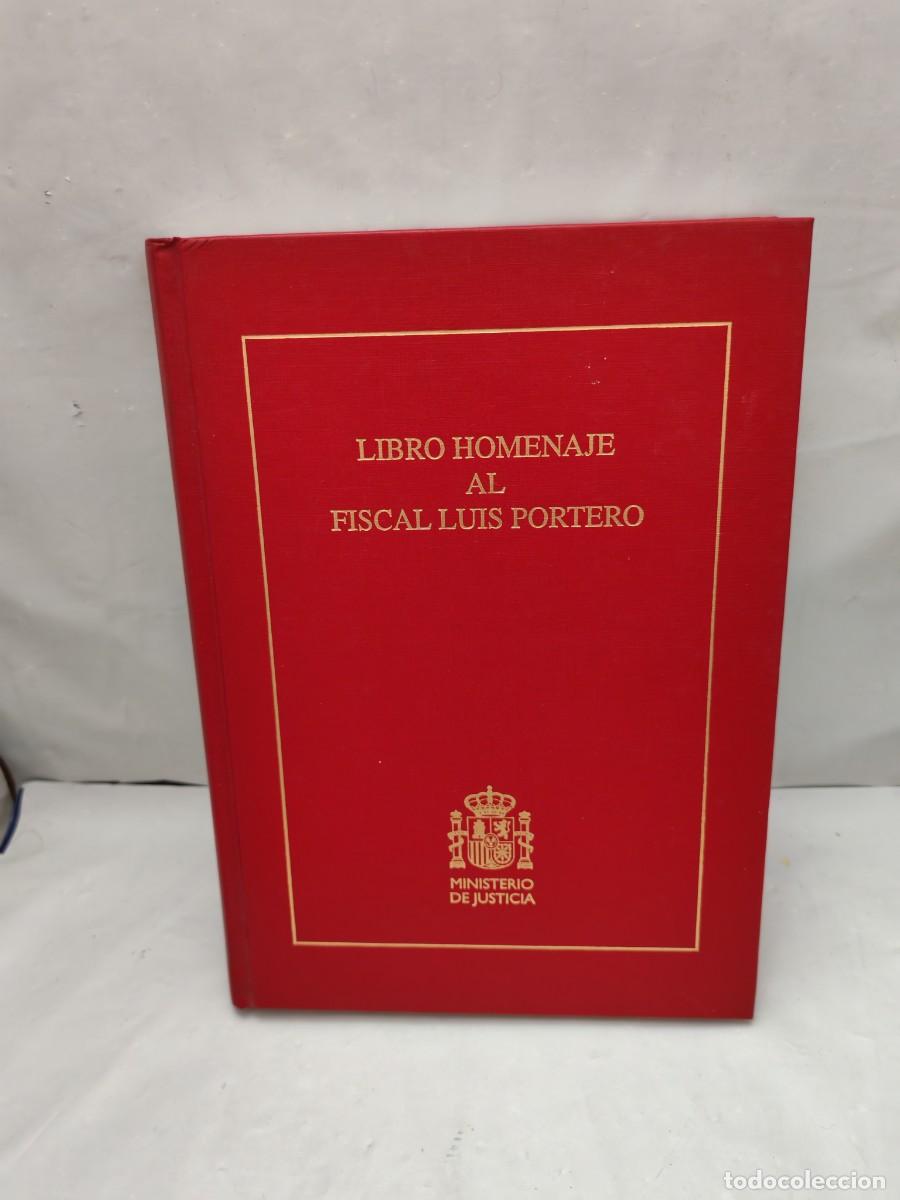 LIBRO HOMENAJE
AL
FISCAL LUIS PORTERO
MINISTERIO
DE JUSTICIA
todocoleccion